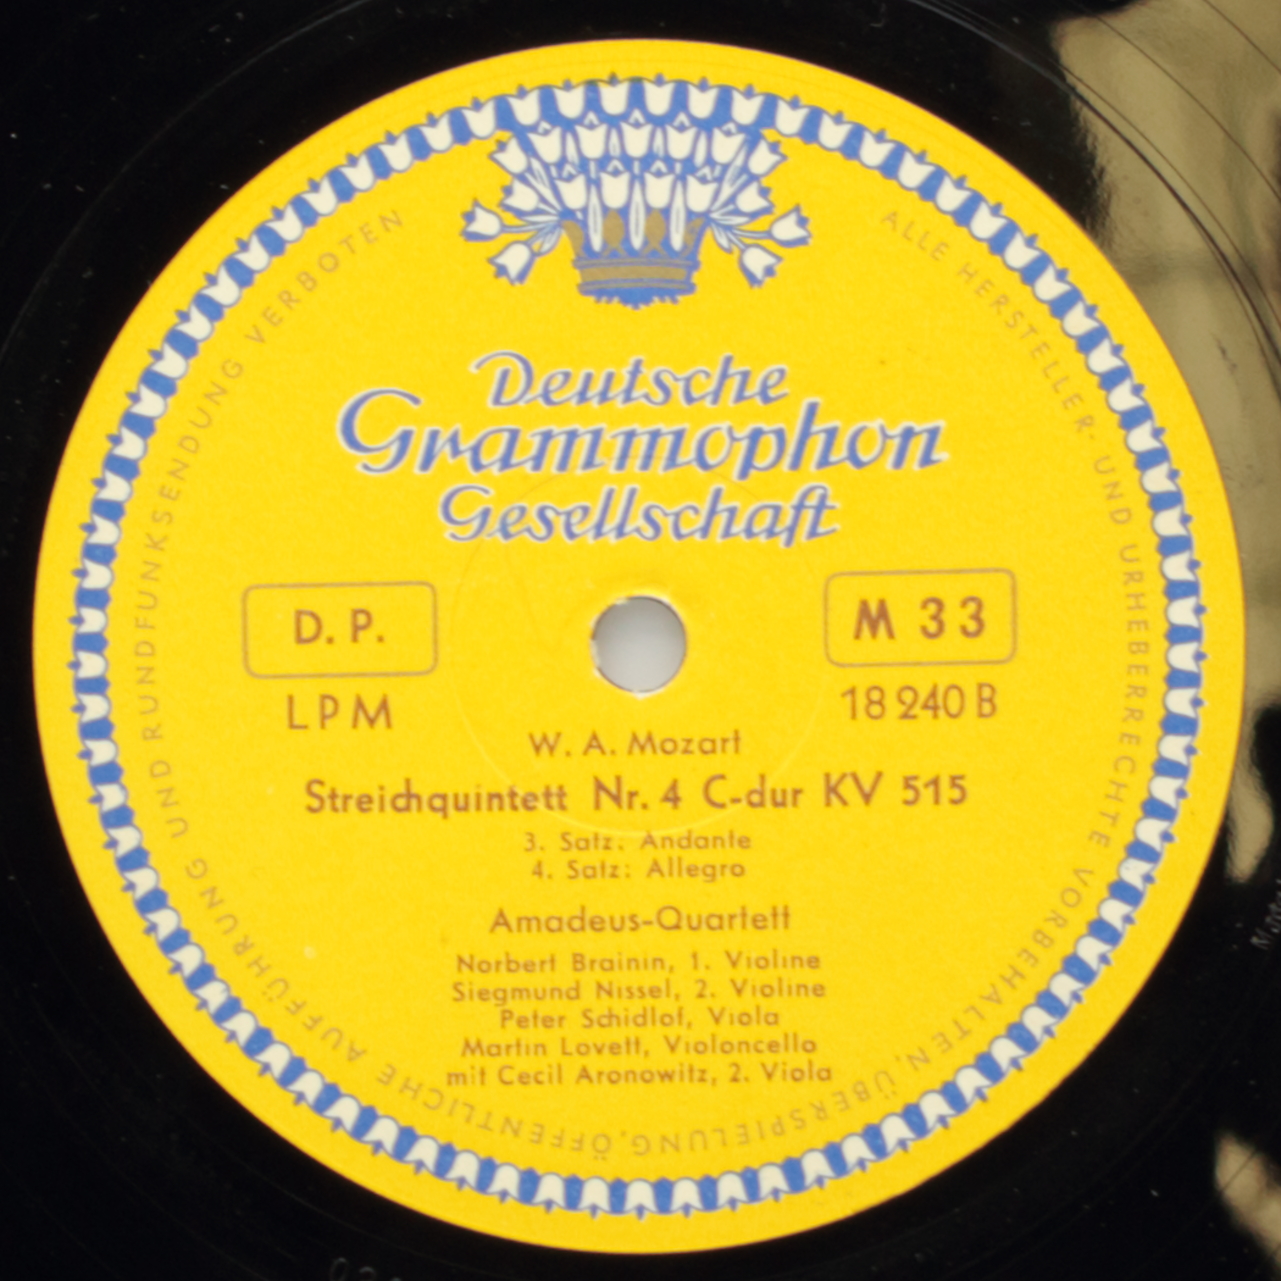 ALLE HERSTELLER- UND URHEBERRECHTE VORBEHALTEN. ÜBERSPIELUNG, ÖFFENTLICHE AUFFÜHRUNG UND RUNDFUNKSENDUNG VERBOTEN
Deutsche
Grammophon
Gesellschaft
D. P.
M 33
LPM
18 240 B
W. A. Mozart
Streichquintett Nr. 4 C-dur KV 515
3. Satz: Andante
4. Satz: Allegro
Amadeus-Quartett
Norbert Brainin, 1. Violine
Siegmund Nissel, 2. Violine
Peter Schidlof, Viola
Martin Lovett, Violoncello
mit Cecil Aronowitz, 2. Viola